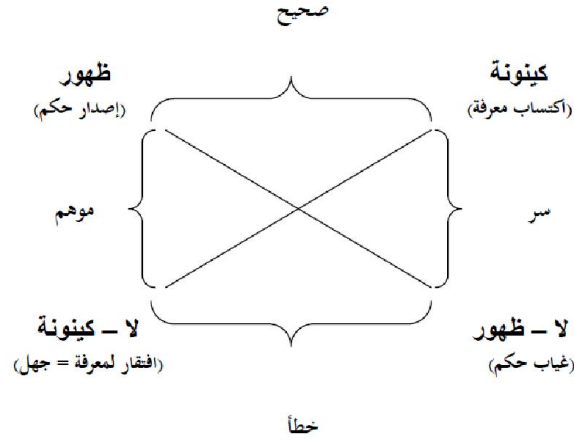 صحيح
كينونة
ظهور
(اكتساب معرفة)
(إصدار حكم)
سر
موهم
لا – ظهور
لا – كينونة
(غياب حكم)
(افتقار لمعرفة = جهل)
خطأ